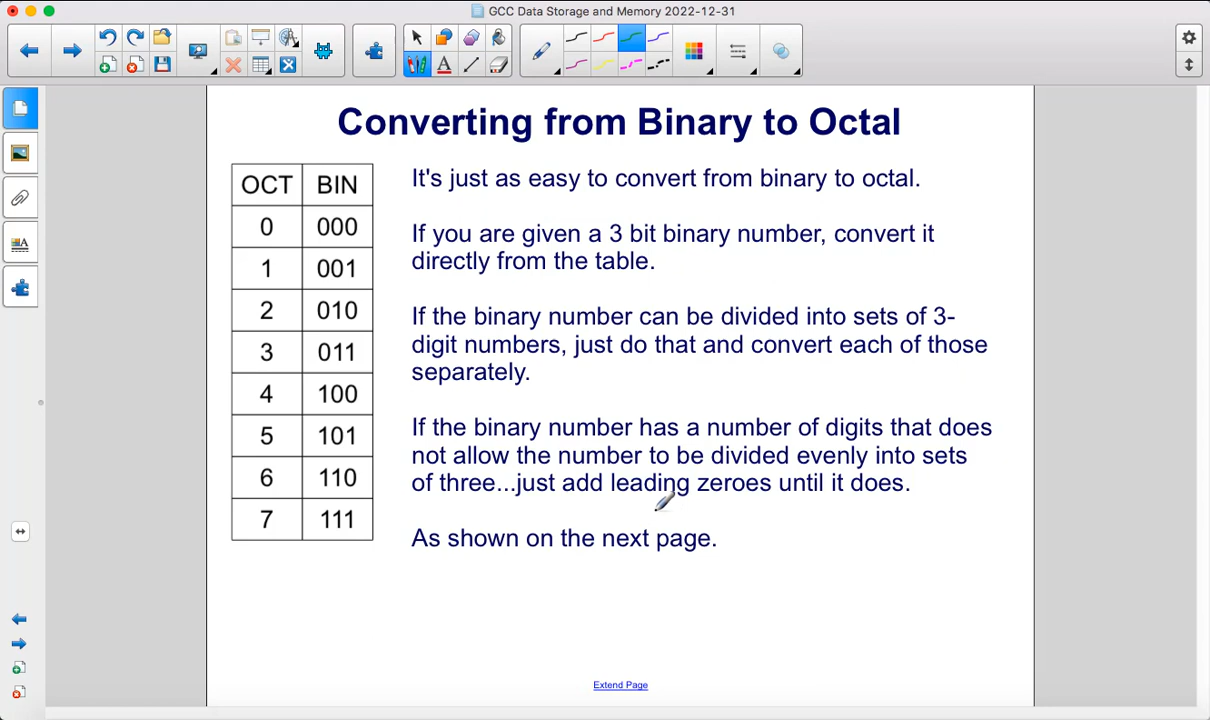 GCC Data Storage and Memory 2022-12-31
Converting from Binary to Octal
OCT BIN
0 000
1 001
2 010
3 011
4 100
5 101
6 110
7 111
It's just as easy to convert from binary to octal.
If you are given a 3 bit binary number, convert it
directly from the table.
If the binary number can be divided into sets of 3-
digit numbers, just do that and convert each of those
separately.
If the binary number has a number of digits that does
not allow the number to be divided evenly into sets
of three...just add leading zeroes until it does.
As shown on the next page.
Extend Page